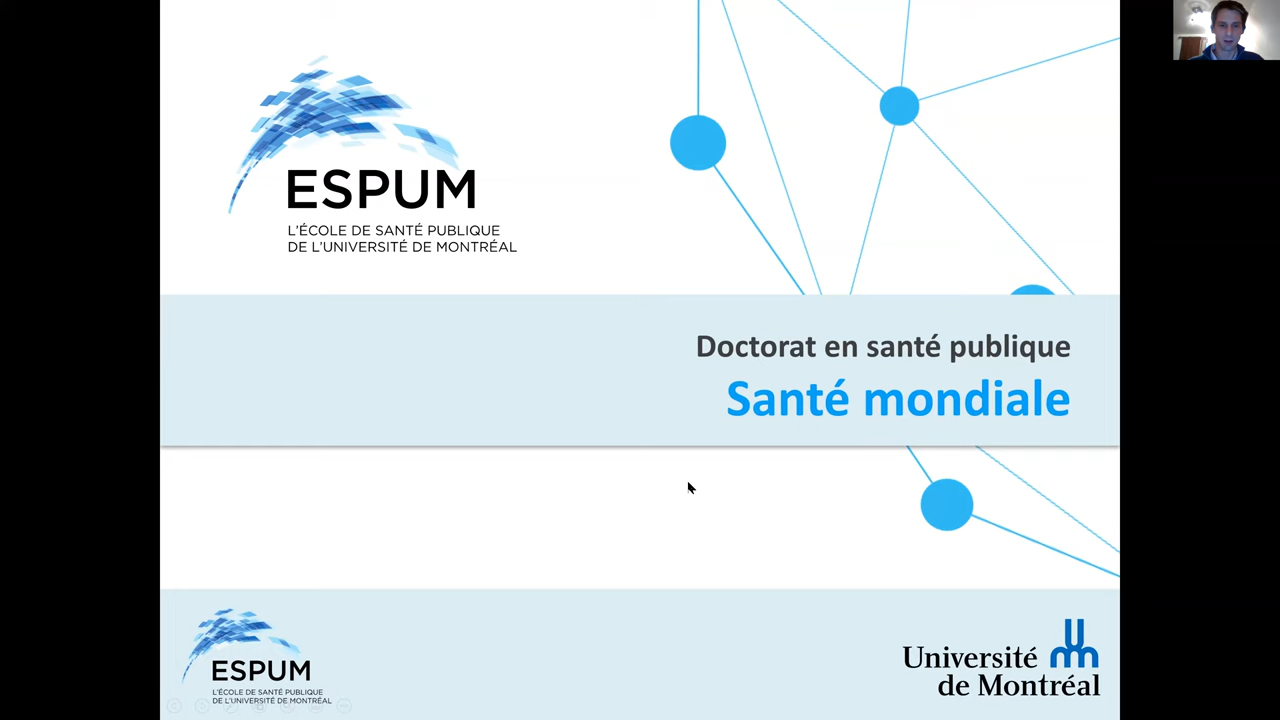 ESPUM
L'ÉCOLE DE SANTÉ PUBLIQUE
DE L'UNIVERSITÉ DE MONTRÉAL
Doctorat en santé publique
Santé mondiale
ESPUM
L'ÉCOLE DE SANTÉ PUBLIQUE
DE L'UNIVERSITÉ DE MONTRÉAL
Université
de Montréal